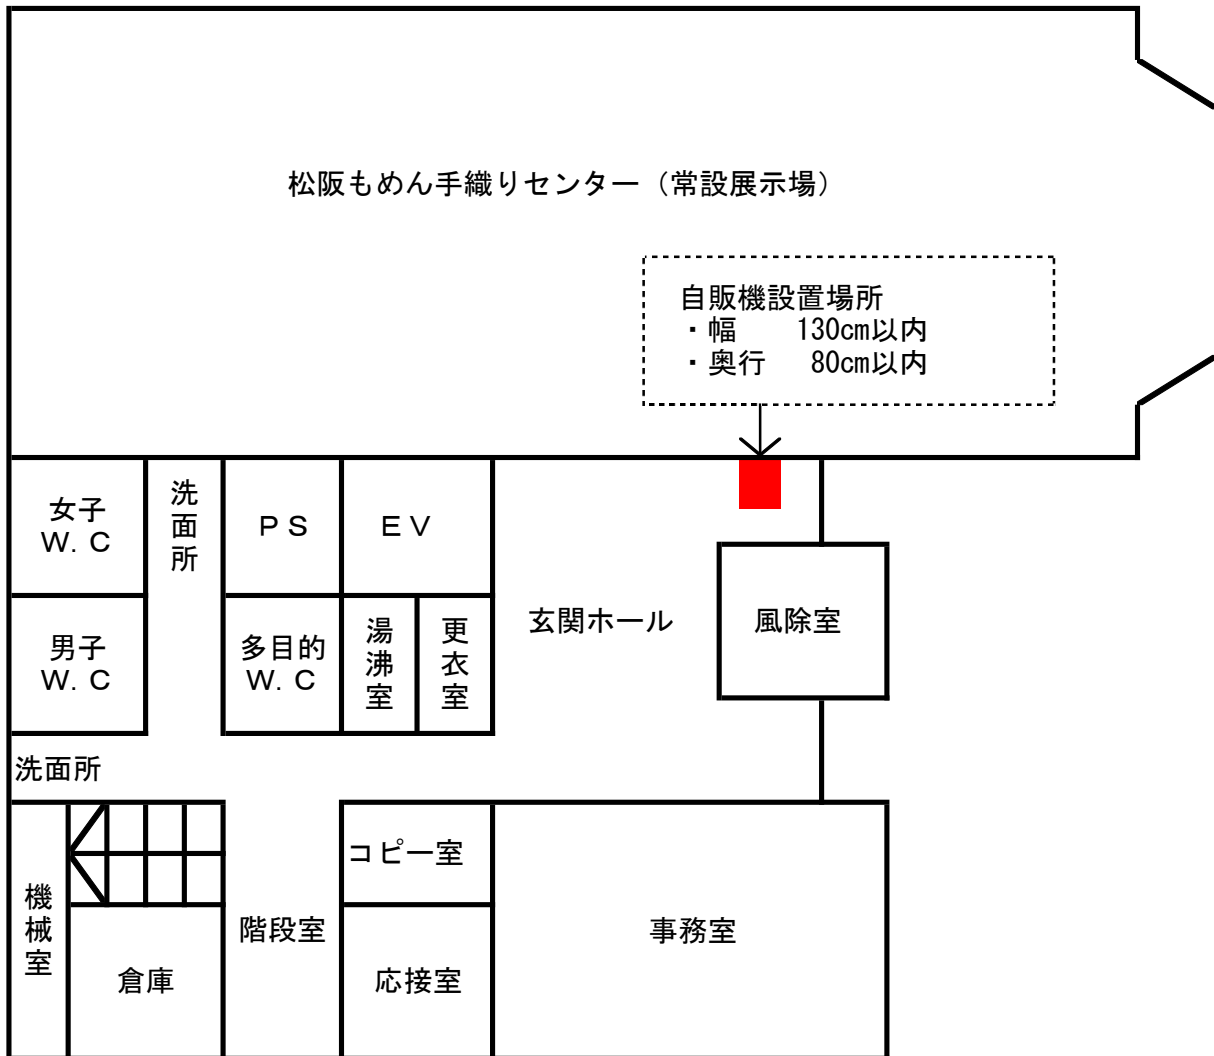 松阪もめん手織りセンター（常設展示場）
自販機設置場所
・幅　　130cm以内
・奥行　　80cm以内
女子
W.C
洗面所
PS
EV
男子
W.C
多目的
W.C
湯沸室
更衣室
玄関ホール
風除室
洗面所
機械室
倉庫
階段室
コピー室
応接室
事務室